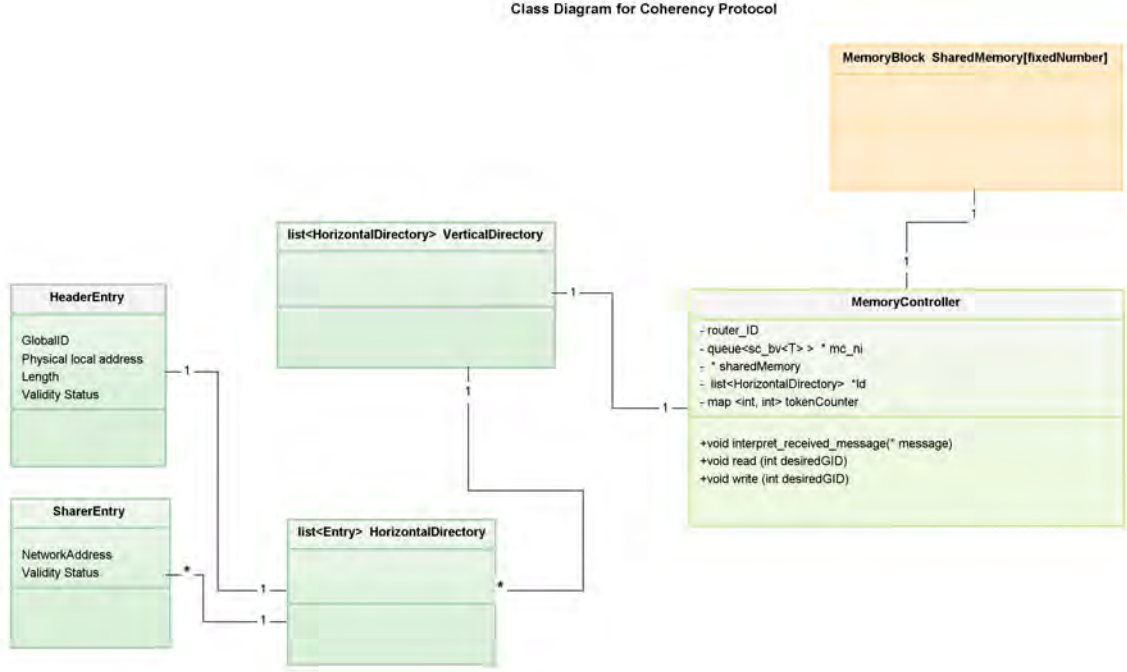 Class Diagram for Coherency Protocol
MemoryBlock SharedMemory[fixedNumber]
1
1
list<HorizontalDirectory> VerticalDirectory
1
1
1
HeaderEntry
GlobalID
Physical local address
Length
Validity Status
1
MemoryController
- router_ID
- queue<sc_bv<T> > * mc_ni
- * sharedMemory
- list<HorizontalDirectory> *ld
- map <int, int> tokenCounter
+void interpret_received_message(* message)
+void read (int desiredGID)
+void write (int desiredGID)
SharerEntry
NetworkAddress
Validity Status
*
list<Entry> HorizontalDirectory
1
1
*